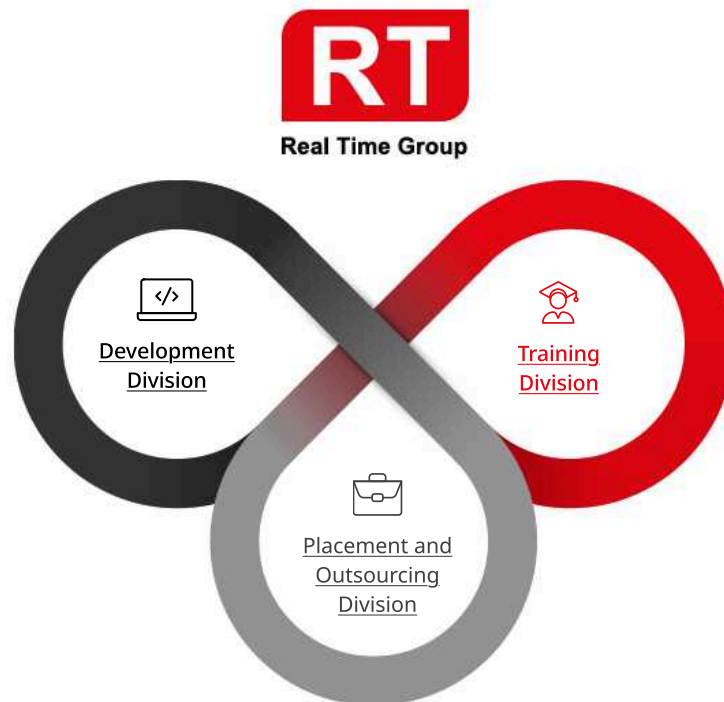 RT
Real Time Group
</>
Development
Division
Training
Division
Placement and
Outsourcing
Division